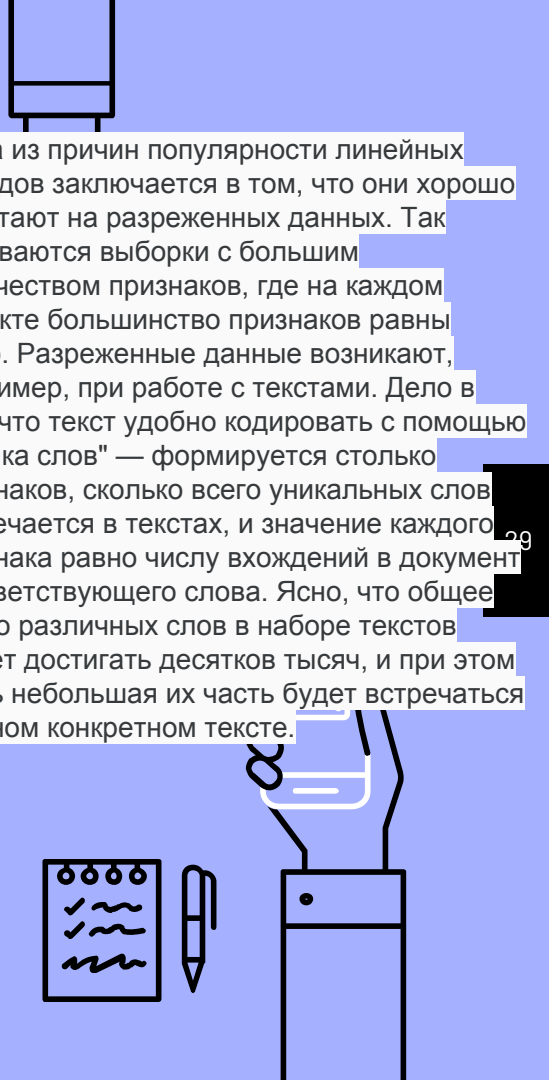 из причин популярности линейных
дов заключается в том, что они хорошо
тают на разреженных данных. Так
ваются выборки с большим
чеством признаков, где на каждом
кте большинство признаков равны
. Разреженные данные возникают,
имер, при работе с текстами. Дело в
что текст удобно кодировать с помощью
ка слов" — формируется столько
наков, сколько всего уникальных слов
ечается в текстах, и значение каждого
29
нака равно числу вхождений в документ
ветствующего слова. Ясно, что общее
о различных слов в наборе текстов
ет достигать десятков тысяч, и при этом
ь небольшая их часть будет встречаться
ном конкретном тексте.